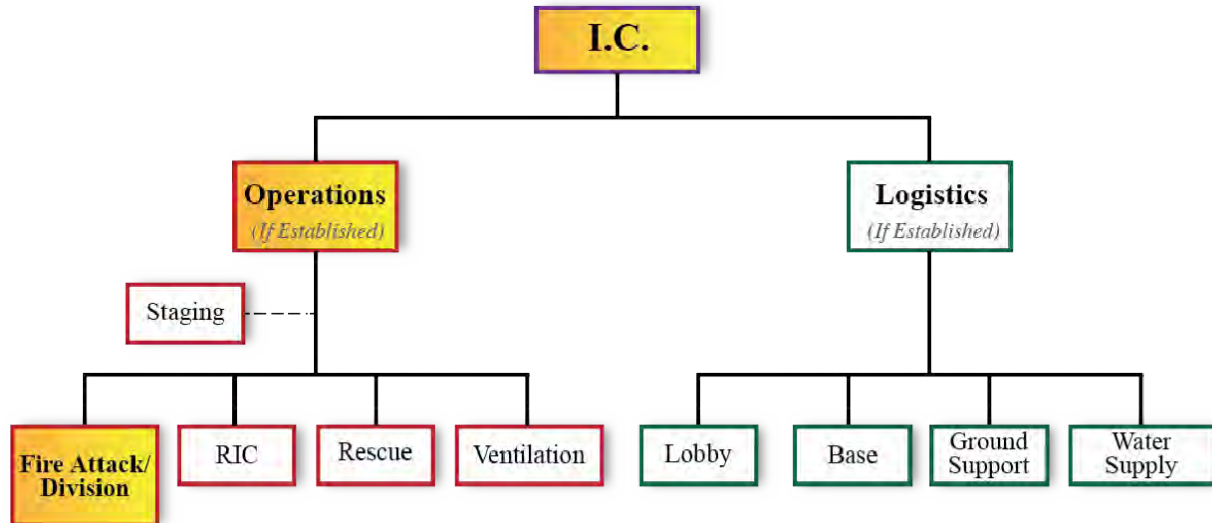 I.C.
Operations
(If Established)
Logistics
(If Established)
Staging
Fire Attack/
Division
RIC
Rescue
Ventilation
Lobby
Base
Ground
Support
Water
Supply